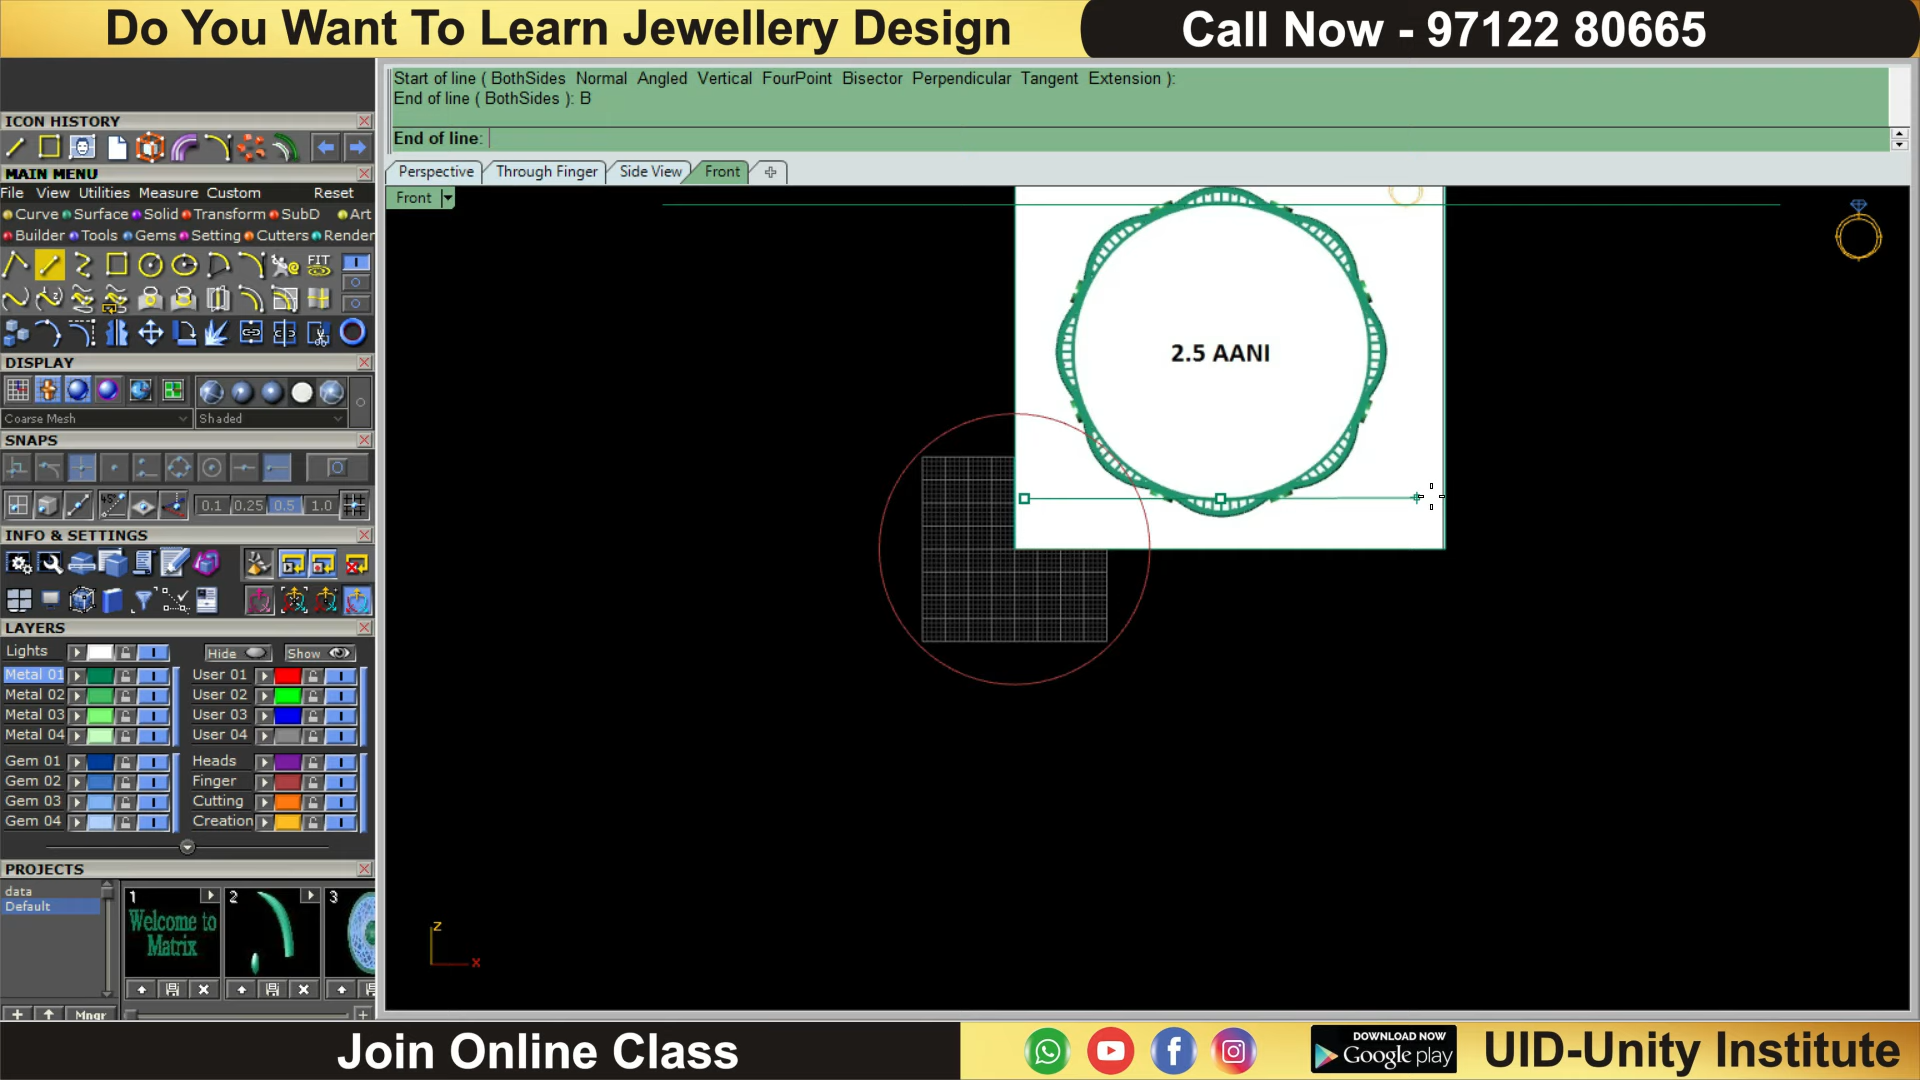 Do You Want To Learn Jewellery Design
Call Now - 97122 80665
Start of line ( BothSides Normal Angled Vertical FourPoint Bisector Perpendicular Tangent Extension ):
End of line ( BothSides ): B
End of line:
ICON HISTORY
MAIN MENU
File View Utilities Measure Custom Reset
Curve Surface Solid Transform SubD Art
Builder Tools Gems Setting Cutters Render
FIT
DISPLAY
Coarse Mesh Shaded
SNAPS
0.1 0.25 0.5 1.0
INFO & SETTINGS
LAYERS
Lights Hide Show
Metal 01 User 01
Metal 02 User 02
Metal 03 User 03
Metal 04 User 04
Gem 01 Heads
Gem 02 Finger
Gem 03 Cutting
Gem 04 Creation
PROJECTS
data
Default
1 2 3
Welcome to
Matrix
Mngr
Perspective Through Finger Side View Front
Front
2.5 AANI
z
x
Join Online Class
DOWNLOAD NOW
Google play
UID-Unity Institute